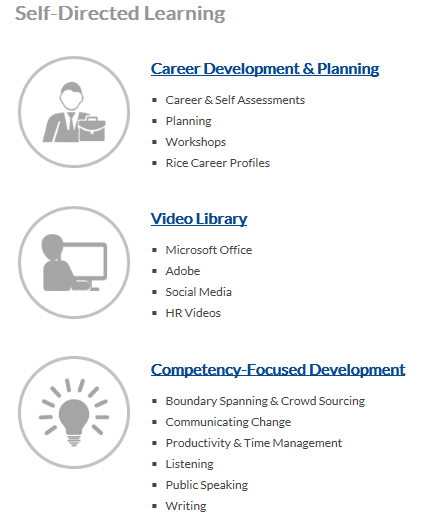 Self-Directed Learning
Career Development & Planning
Career & Self Assessments
Planning
Workshops
Rice Career Profiles
Video Library
Microsoft Office
Adobe
Social Media
HR Videos
Competency-Focused Development
Boundary Spanning & Crowd Sourcing
Communicating Change
Productivity & Time Management
Listening
Public Speaking
Writing